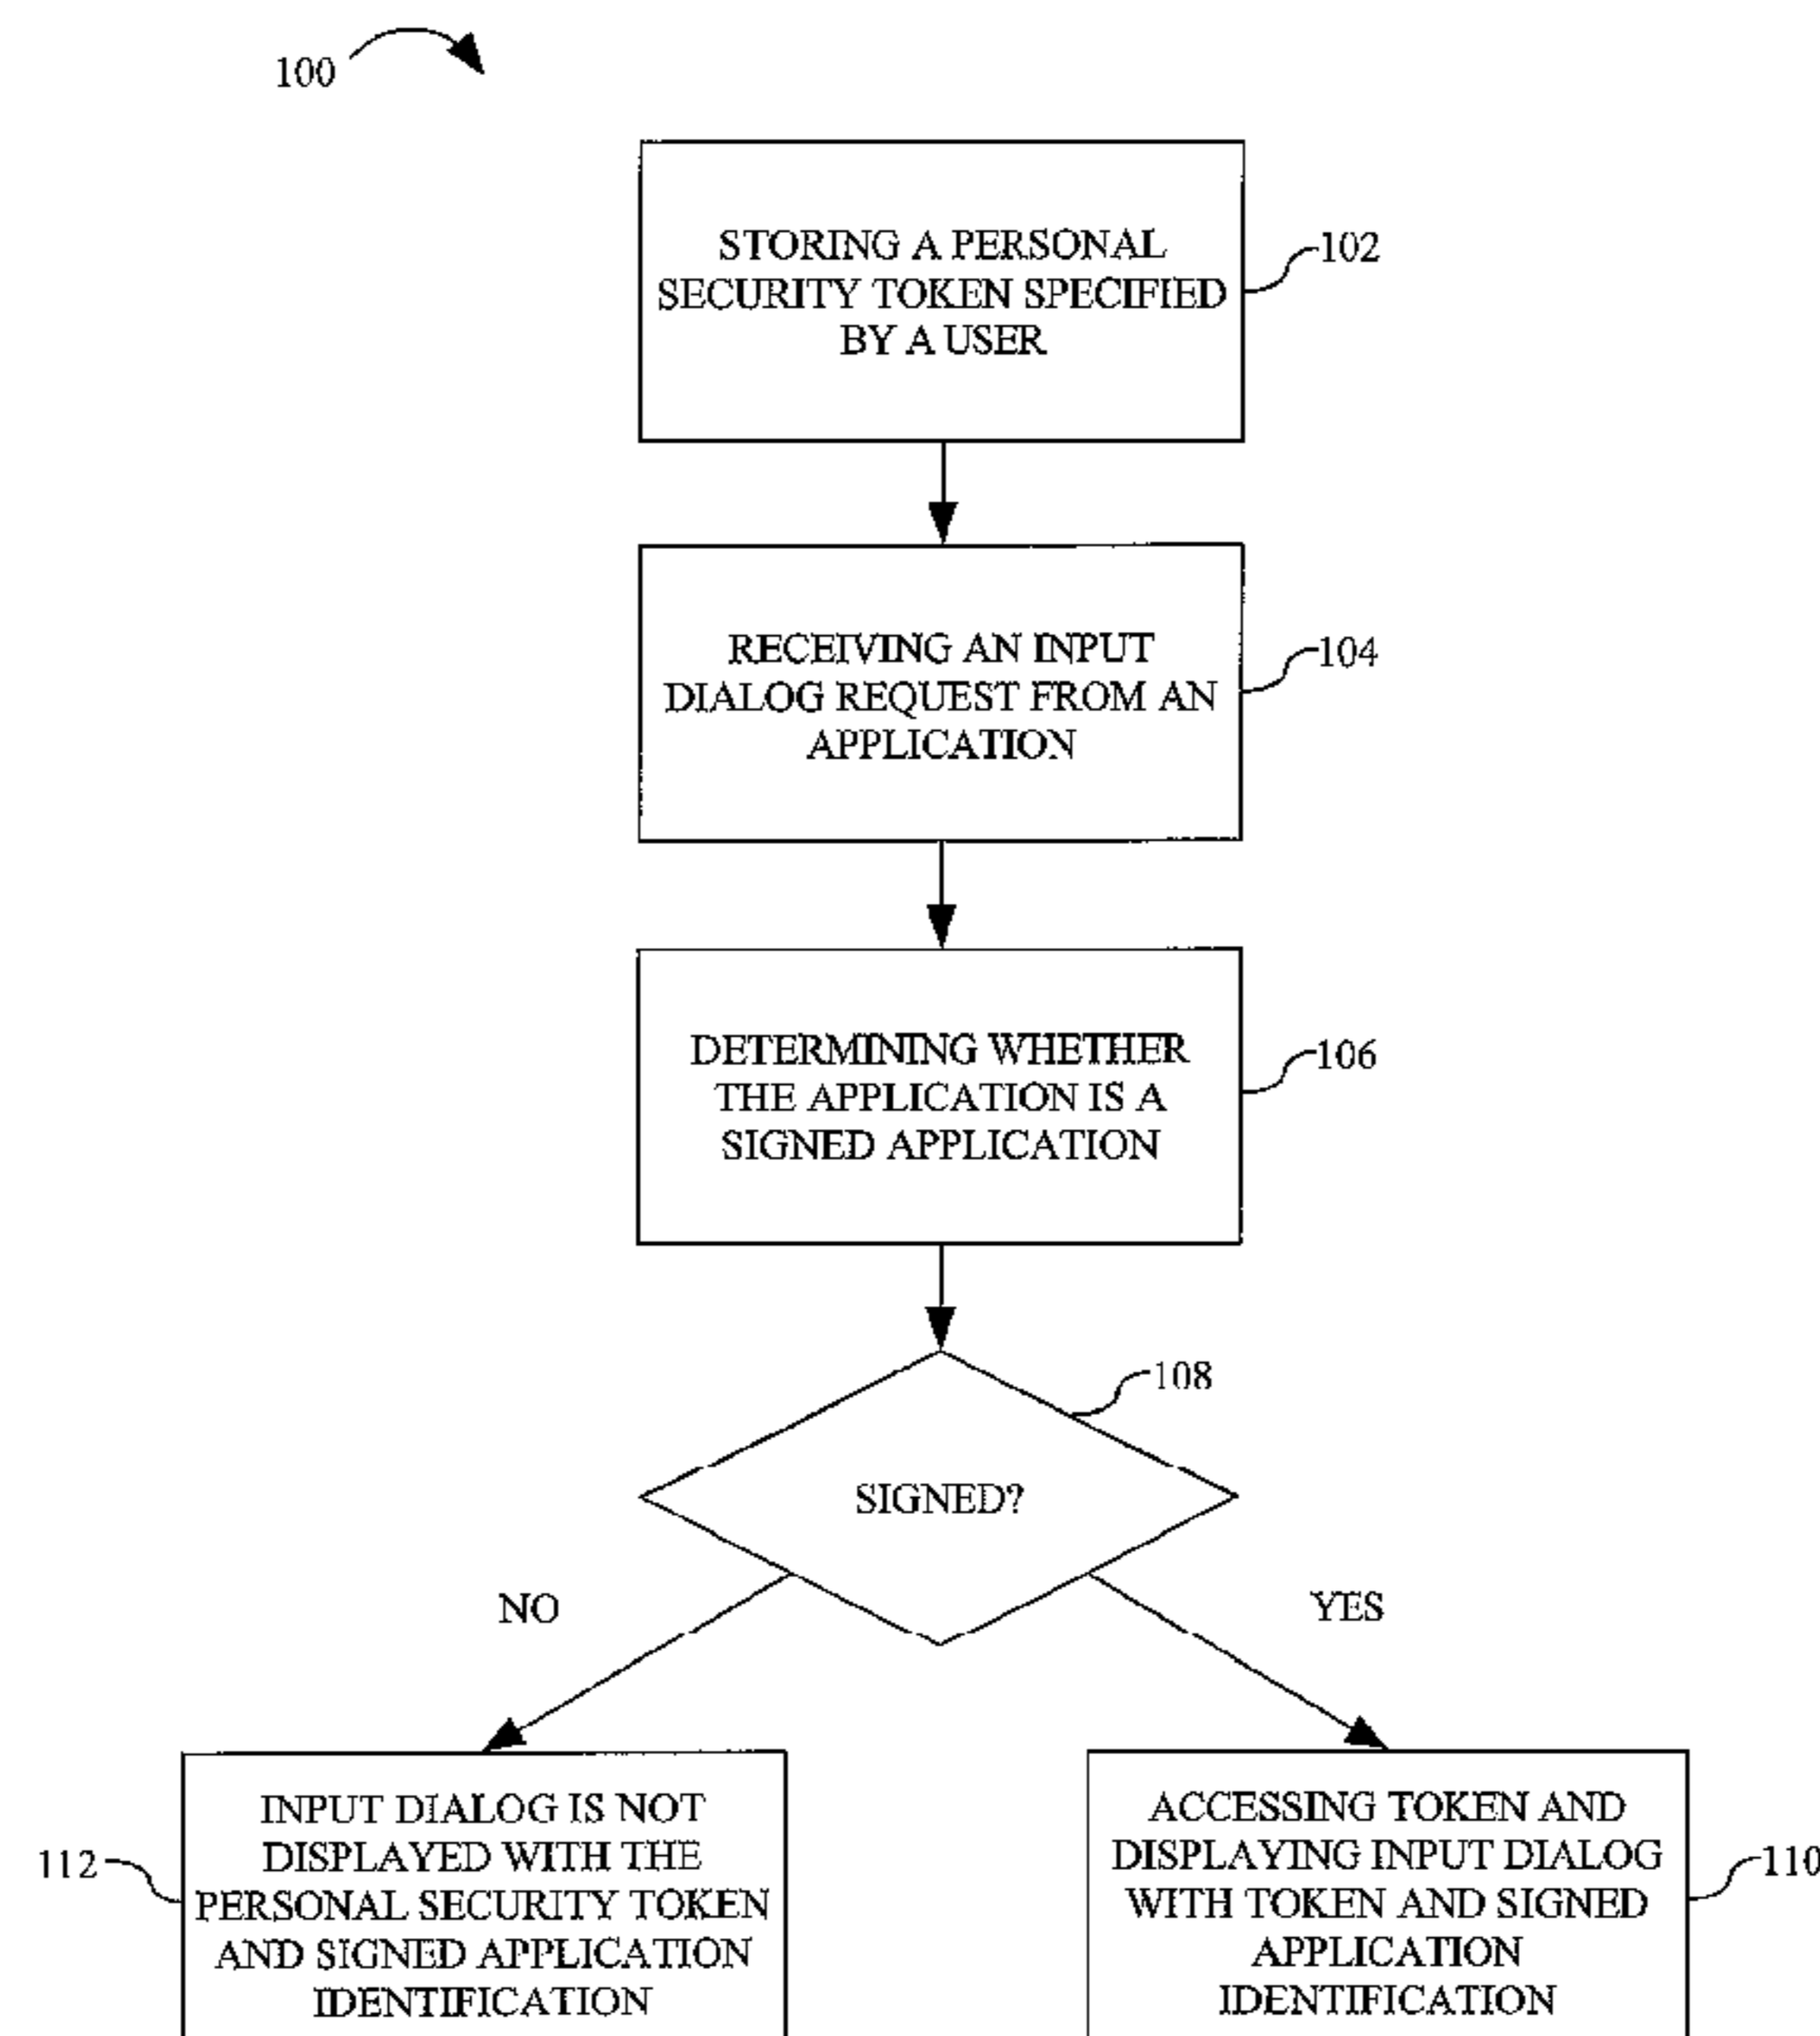 100
STORING A PERSONAL
SECURITY TOKEN SPECIFIED
BY A USER
102
RECEIVING AN INPUT
DIALOG REQUEST FROM AN
APPLICATION
104
DETERMINING WHETHER
THE APPLICATION IS A
SIGNED APPLICATION
106
108
SIGNED?
NO
YES
INPUT DIALOG IS NOT
DISPLAYED WITH THE
PERSONAL SECURITY TOKEN
AND SIGNED APPLICATION
IDENTIFICATION
112
ACCESSING TOKEN AND
DISPLAYING INPUT DIALOG
WITH TOKEN AND SIGNED
APPLICATION
IDENTIFICATION
110